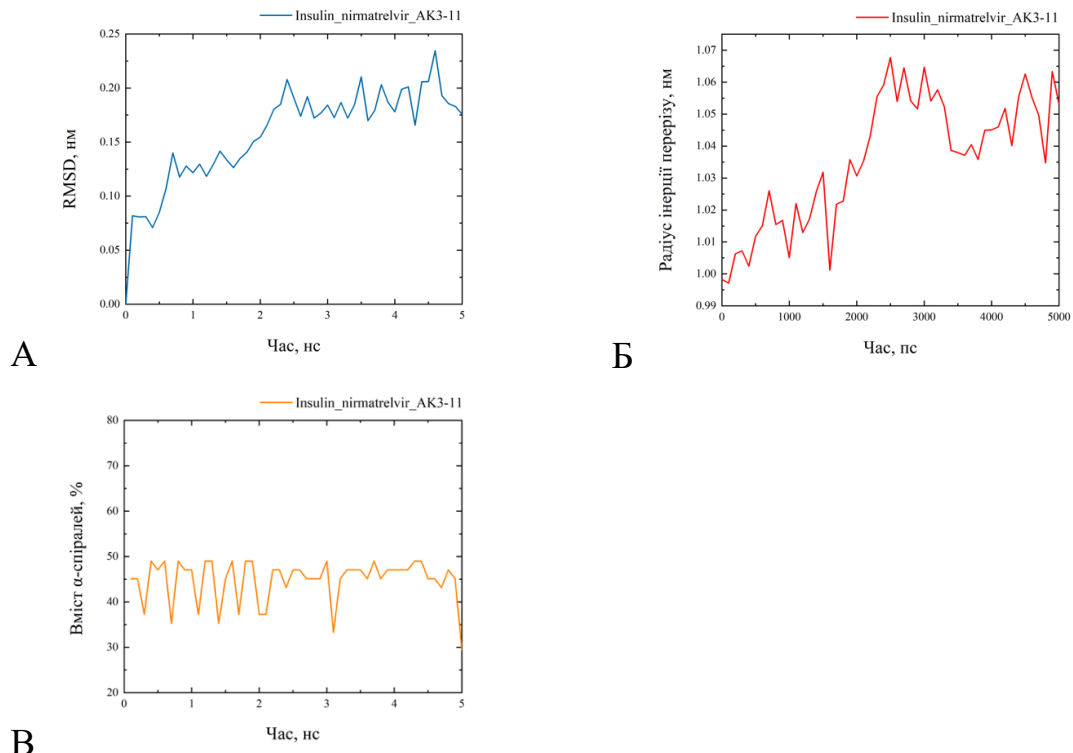 Insulin_nirmatrelvir_AK3-11
RMSD, нм
0.25
0.20
0.15
0.10
0.05
0.00
0 1 2 3 4 5
Час, нс
А
Insulin_nirmatrelvir_AK3-11
Радіус інерції перерізу, нм
1.07
1.06
1.05
1.04
1.03
1.02
1.01
1.00
0.99
0 1000 2000 3000 4000 5000
Час, пс
Б
Insulin_nirmatrelvir_AK3-11
Вміст α-спіралей, %
80
70
60
50
40
30
20
0 1 2 3 4 5
Час, нс
В